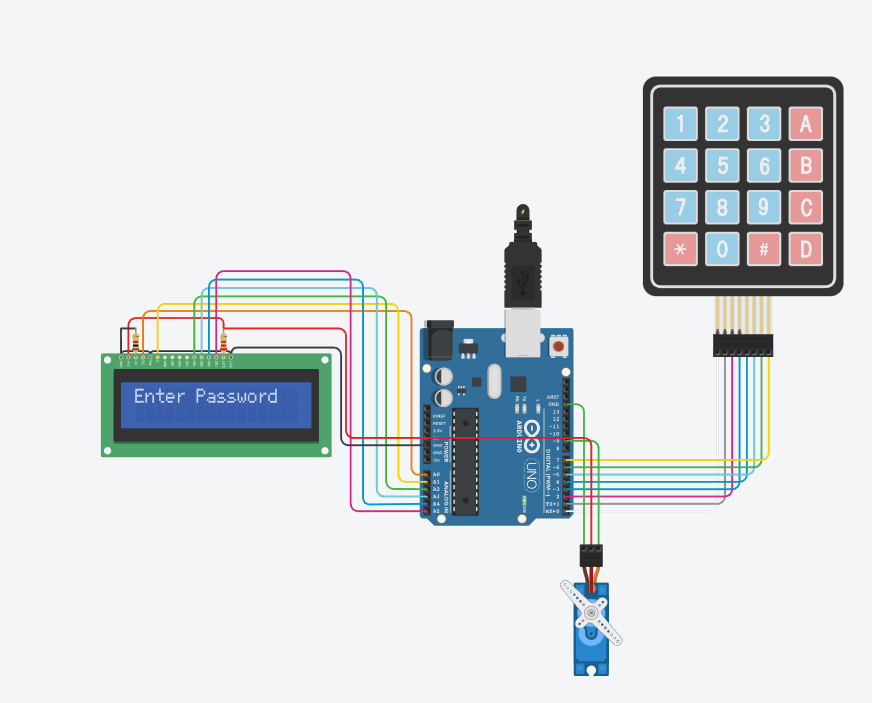 1 2 3 A
4 5 6 B
7 8 9 C
* 0 # D
Enter Password
AREF
GND
13
12
~11
~10
~9
8
7
~6
~5
4
~3
2
TX→1
RX←0
DIGITAL (PWM~)
ARDUINO
UNO
TX
RX
L
ON
IOREF
RESET
3.3V
5V
GND
GND
Vin
POWER
A0
A1
A2
A3
A4
A5
ANALOG IN